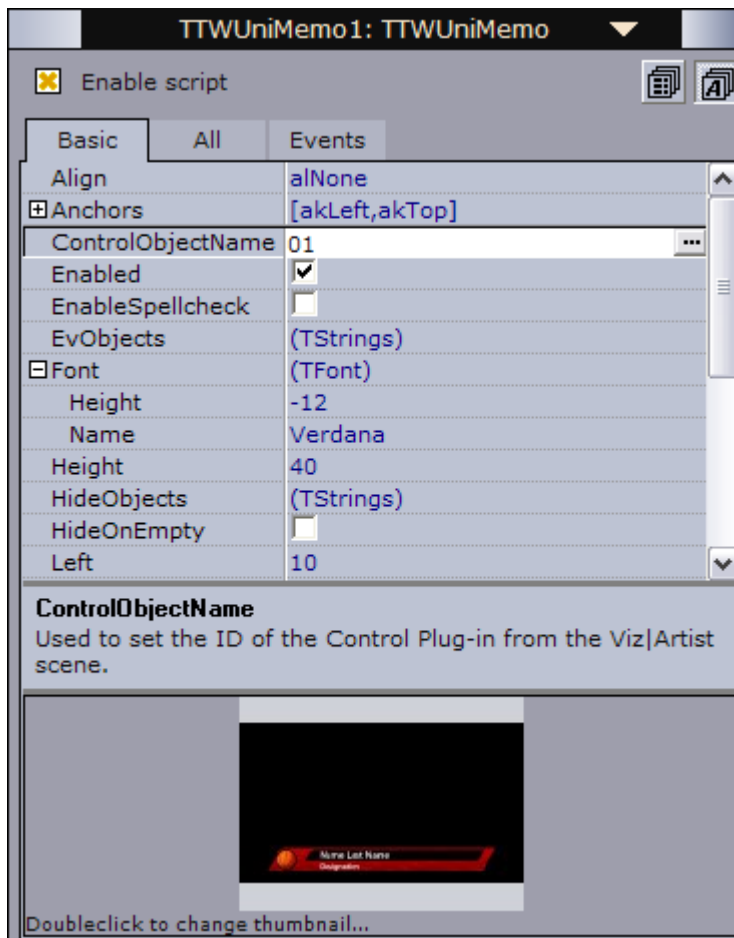 TTWUniMemo1: TTWUniMemo
Enable script
Basic All Events
Align alNone
Anchors [akLeft,akTop]
ControlObjectName 01
Enabled
EnableSpellcheck
EvObjects (TStrings)
Font (TFont)
Height -12
Name Verdana
Height 40
HideObjects (TStrings)
HideOnEmpty
Left 10
ControlObjectName
Used to set the ID of the Control Plug-in from the Viz|Artist
scene.
Name Last Name
Designation
Doubleclick to change thumbnail...